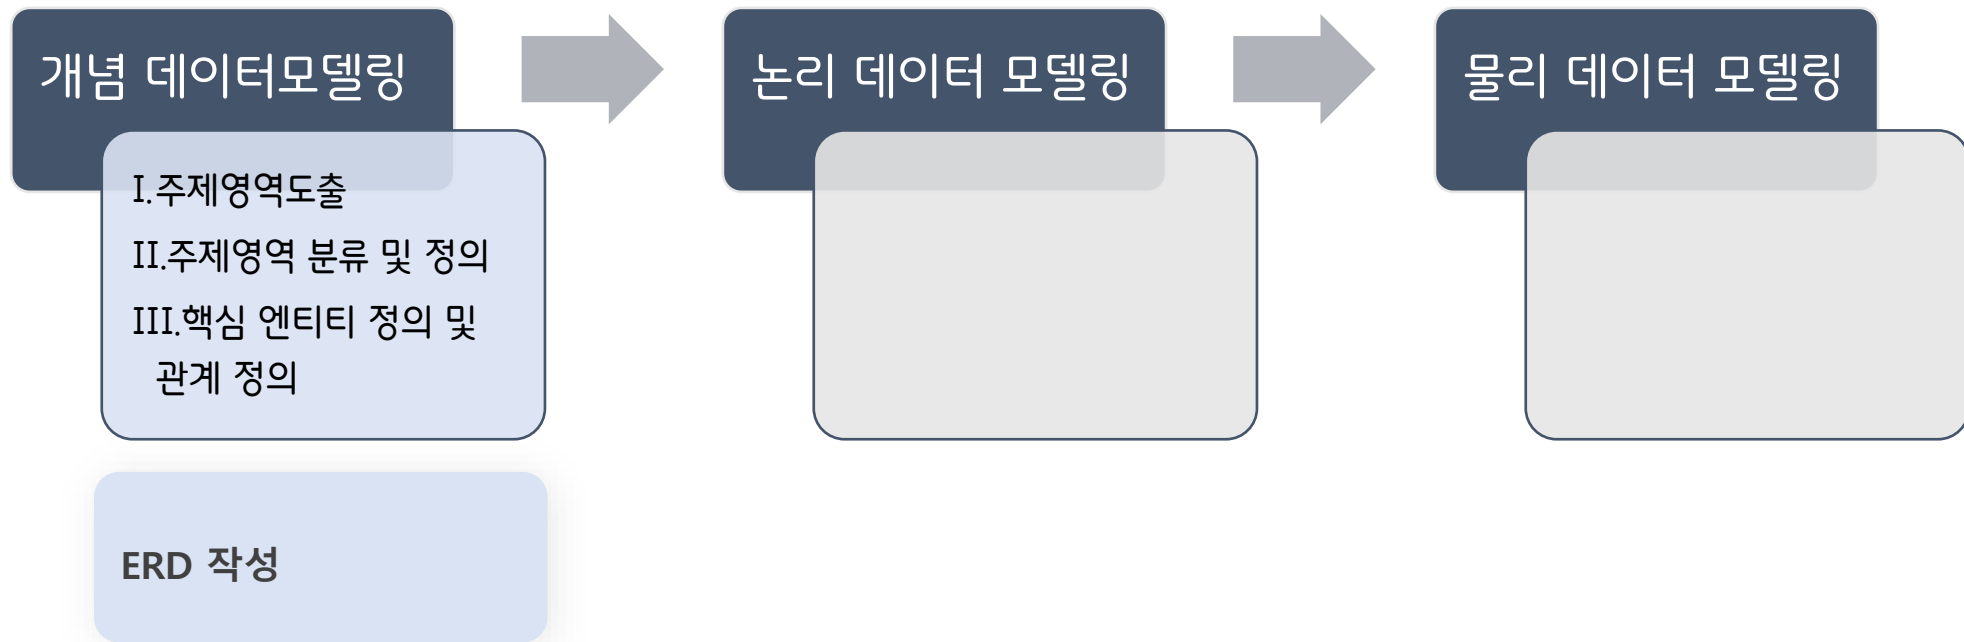 개념 데이터모델링
논리 데이터 모델링
물리 데이터 모델링
I.주제영역도출
II.주제영역 분류 및 정의
III.핵심 엔티티 정의 및
관계 정의
ERD 작성